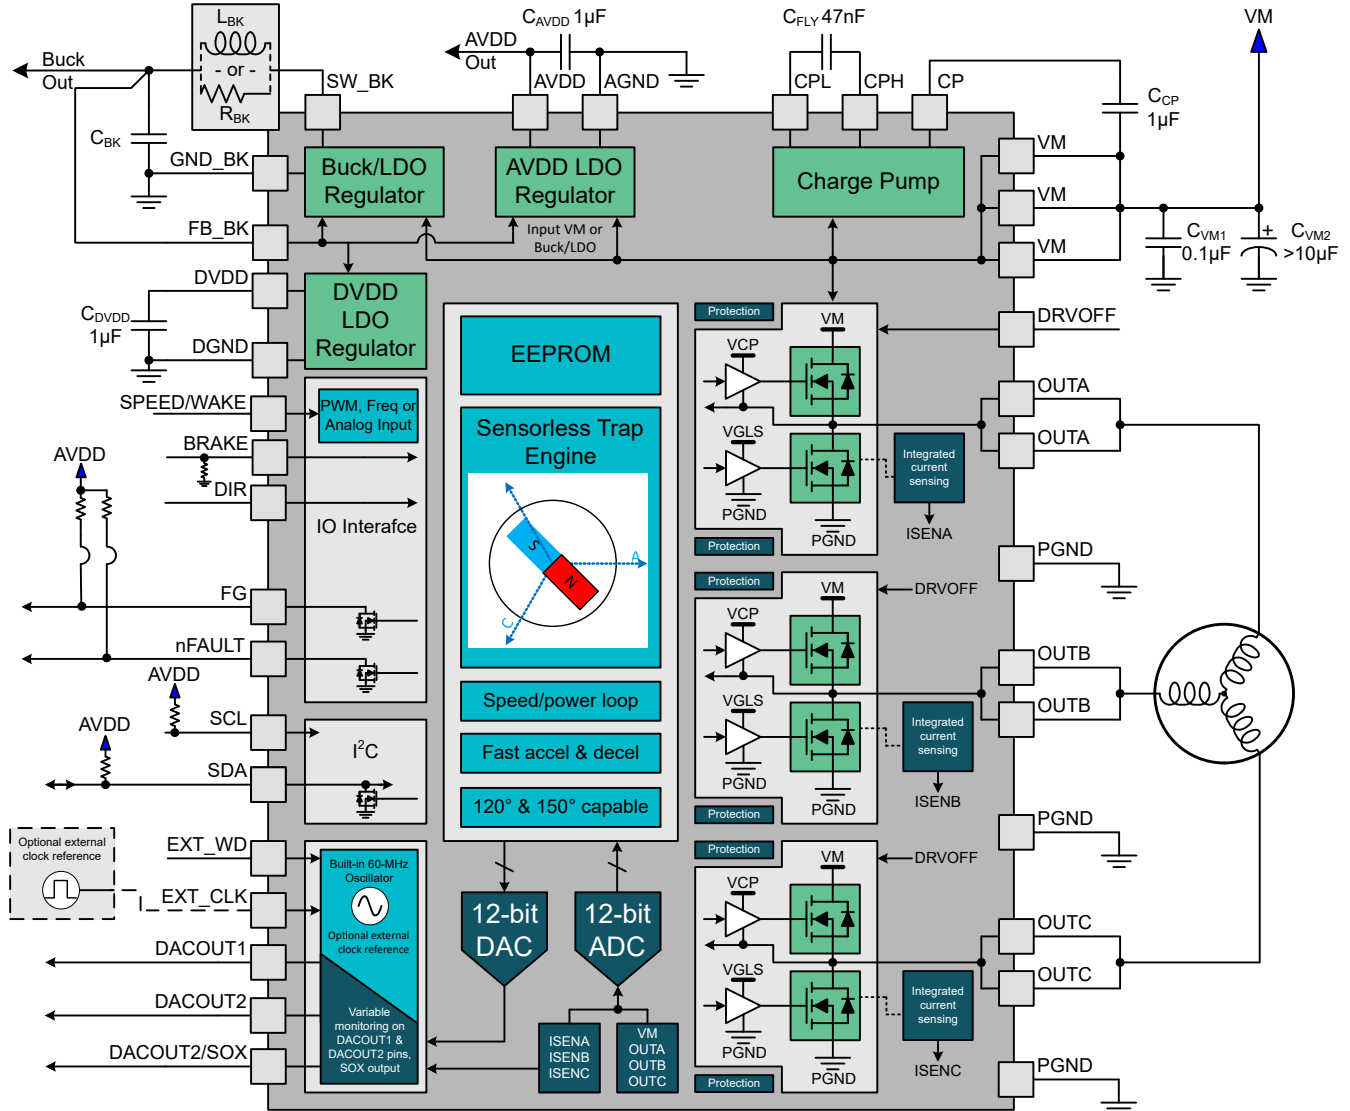 LBK
- or -
RBK
Buck
Out
CBK
SW_BK
GND_BK
FB_BK
DVDD
CDVDD
1µF
DGND
SPEED/WAKE
BRAKE
AVDD
DIR
FG
nFAULT
AVDD
SCL
AVDD
SDA
EXT_WD
Optional external
clock reference
EXT_CLK
DACOUT1
DACOUT2
DACOUT2/SOX
CAVDD 1µF
AVDD
Out
AVDD
AGND
CFLY 47nF
CPL
CPH
CP
CCP
1µF
VM
VM
VM
VM
CVM1
0.1µF
+
CVM2
>10µF
Buck/LDO
Regulator
AVDD LDO
Regulator
Charge Pump
Input VM or
Buck/LDO
DVDD
LDO
Regulator
PWM, Freq or
Analog Input
IO Interafce
I2C
Built-in 60-MHz
Oscillator
Optional external
clock reference
Variable
monitoring on
DACOUT1 &
DACOUT2 pins,
SOX output
EEPROM
Sensorless Trap
Engine
S
N
A
C
Speed/power loop
Fast accel & decel
120° & 150° capable
12-bit
DAC
12-bit
ADC
ISENA
ISENB
ISENC
VM
OUTA
OUTB
OUTC
Protection
VM
VCP
VGLS
PGND
PGND
Integrated
current
sensing
ISENA
Protection
DRVOFF
OUTA
OUTA
PGND
Protection
VM
DRVOFF
VCP
VGLS
PGND
PGND
Integrated
current
sensing
ISENB
Protection
OUTB
OUTB
PGND
Protection
VM
DRVOFF
VCP
VGLS
PGND
PGND
Integrated
current
sensing
ISENC
Protection
OUTC
OUTC
PGND